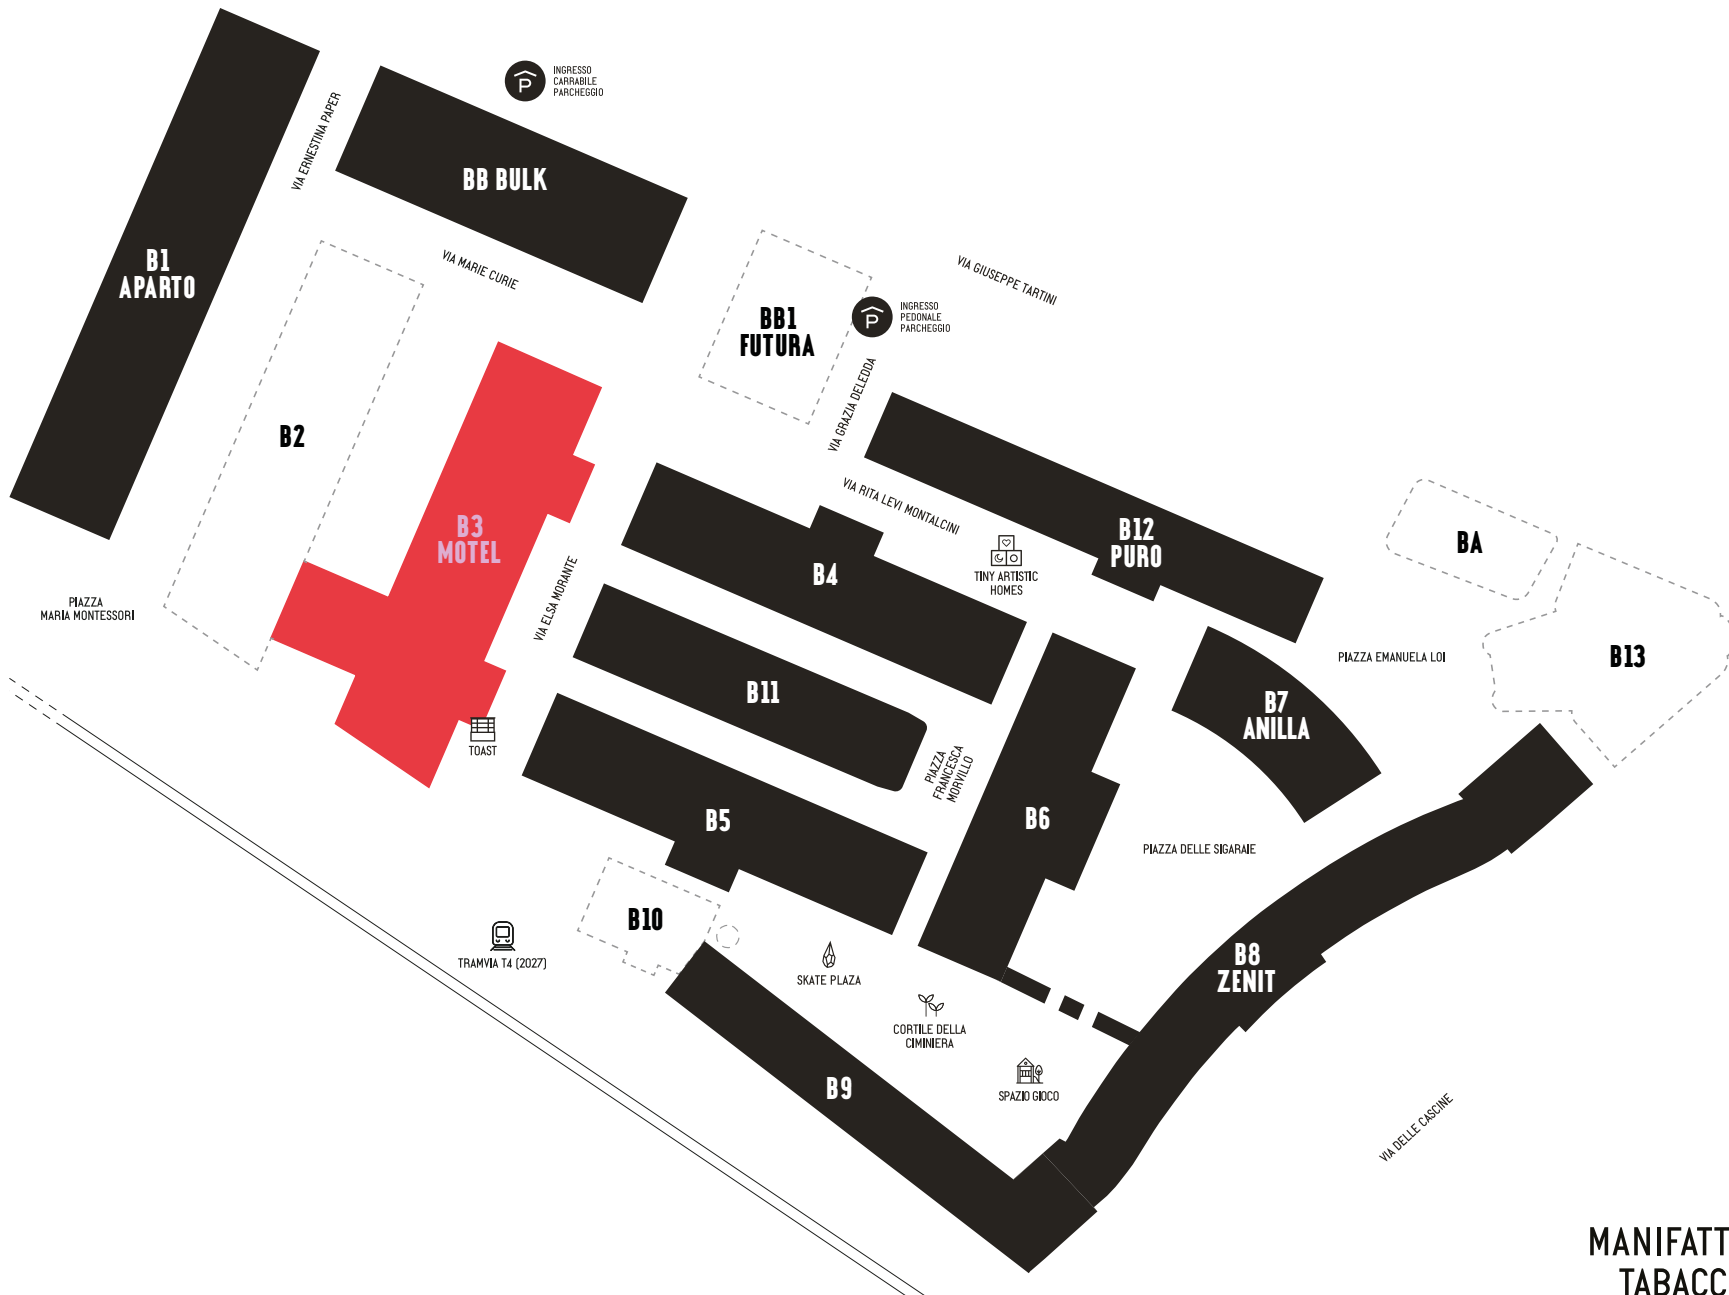 INGRESSO
CARRABILE
PARCHEGGIO
VIA ERNESTINA PAPER
BB BULK
B1
APARTO
VIA MARIE CURIE
VIA GIUSEPPE TARTINI
BB1
FUTURA
INGRESSO
PEDONALE
PARCHEGGIO
VIA GRAZIA DELEDDA
B2
B3
MOTEL
VIA RITA LEVI MONTALCINI
B12
PURO
BA
TINY ARTISTIC
HOMES
B4
PIAZZA
MARIA MONTESSORI
VIA ELSA MORANTE
PIAZZA EMANUELA LOI
B13
B11
B7
ANILLA
TOAST
PIAZZA
FRANCESCA
MORVILLO
B5
B6
PIAZZA DELLE SIGARAIE
B10
TRAMVIA T4 (2027)
SKATE PLAZA
B8
ZENIT
CORTILE DELLA
CIMINIERA
B9
SPAZIO GIOCO
VIA DELLE CASCINE
MANIFATT
TABACC